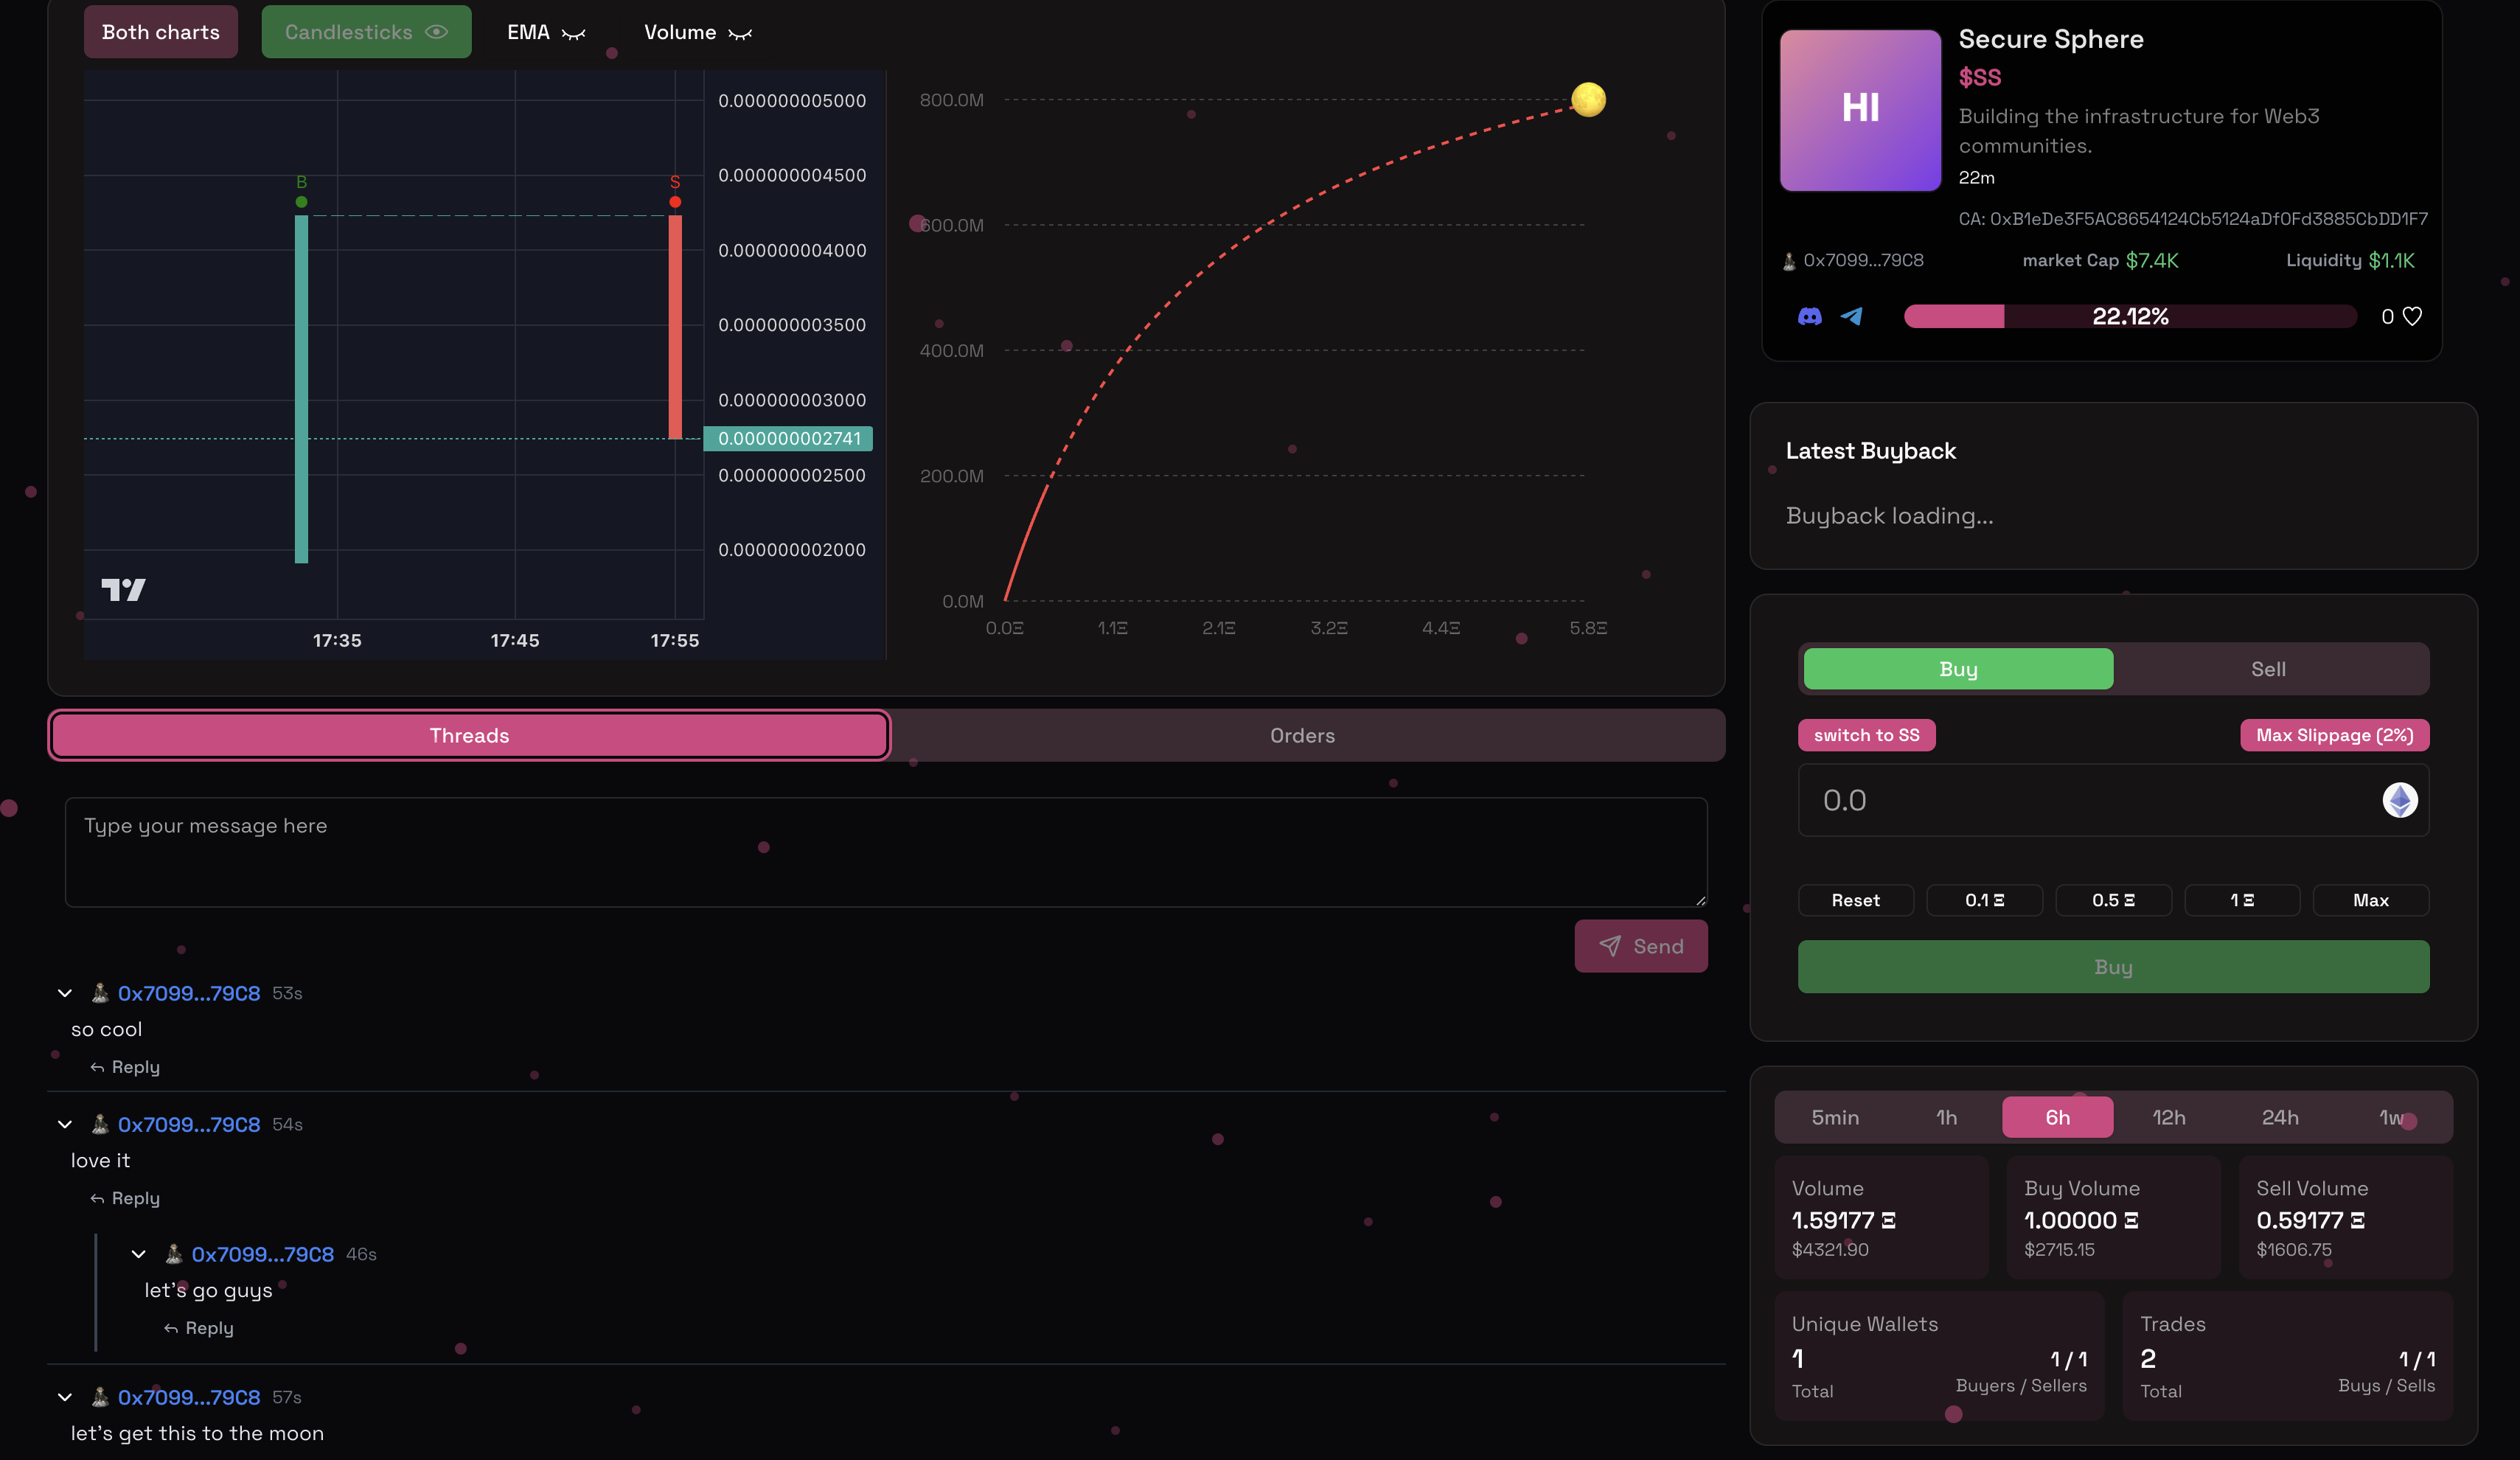 Both charts
Candlesticks
EMA
Volume
0.000000005000
0.000000004500
0.000000004000
0.000000003500
0.000000003000
0.000000002741
0.000000002500
0.000000002000
B
S
17:35
17:45
17:55
800.0M
600.0M
400.0M
200.0M
0.0M
0.0Ξ
1.1Ξ
2.1Ξ
3.2Ξ
4.4Ξ
5.8Ξ
Threads
Orders
Type your message here
Send
0x7099...79C8 53s
so cool
Reply
0x7099...79C8 54s
love it
Reply
0x7099...79C8 46s
let's go guys
Reply
0x7099...79C8 57s
let's get this to the moon
HI
Secure Sphere
$SS
Building the infrastructure for Web3
communities.
22m
CA: 0xB1eDe3F5AC8654124Cb5124aDf0Fd3885CbDD1F7
0x7099...79C8
market Cap $7.4K
Liquidity $1.1K
22.12%
0
Latest Buyback
Buyback loading...
Buy
Sell
switch to SS
Max Slippage (2%)
0.0
Reset
0.1 Ξ
0.5 Ξ
1 Ξ
Max
Buy
5min
1h
6h
12h
24h
1w
Volume
1.59177 Ξ
$4321.90
Buy Volume
1.00000 Ξ
$2715.15
Sell Volume
0.59177 Ξ
$1606.75
Unique Wallets
1
Total
1 / 1
Buyers / Sellers
Trades
2
Total
1 / 1
Buys / Sells